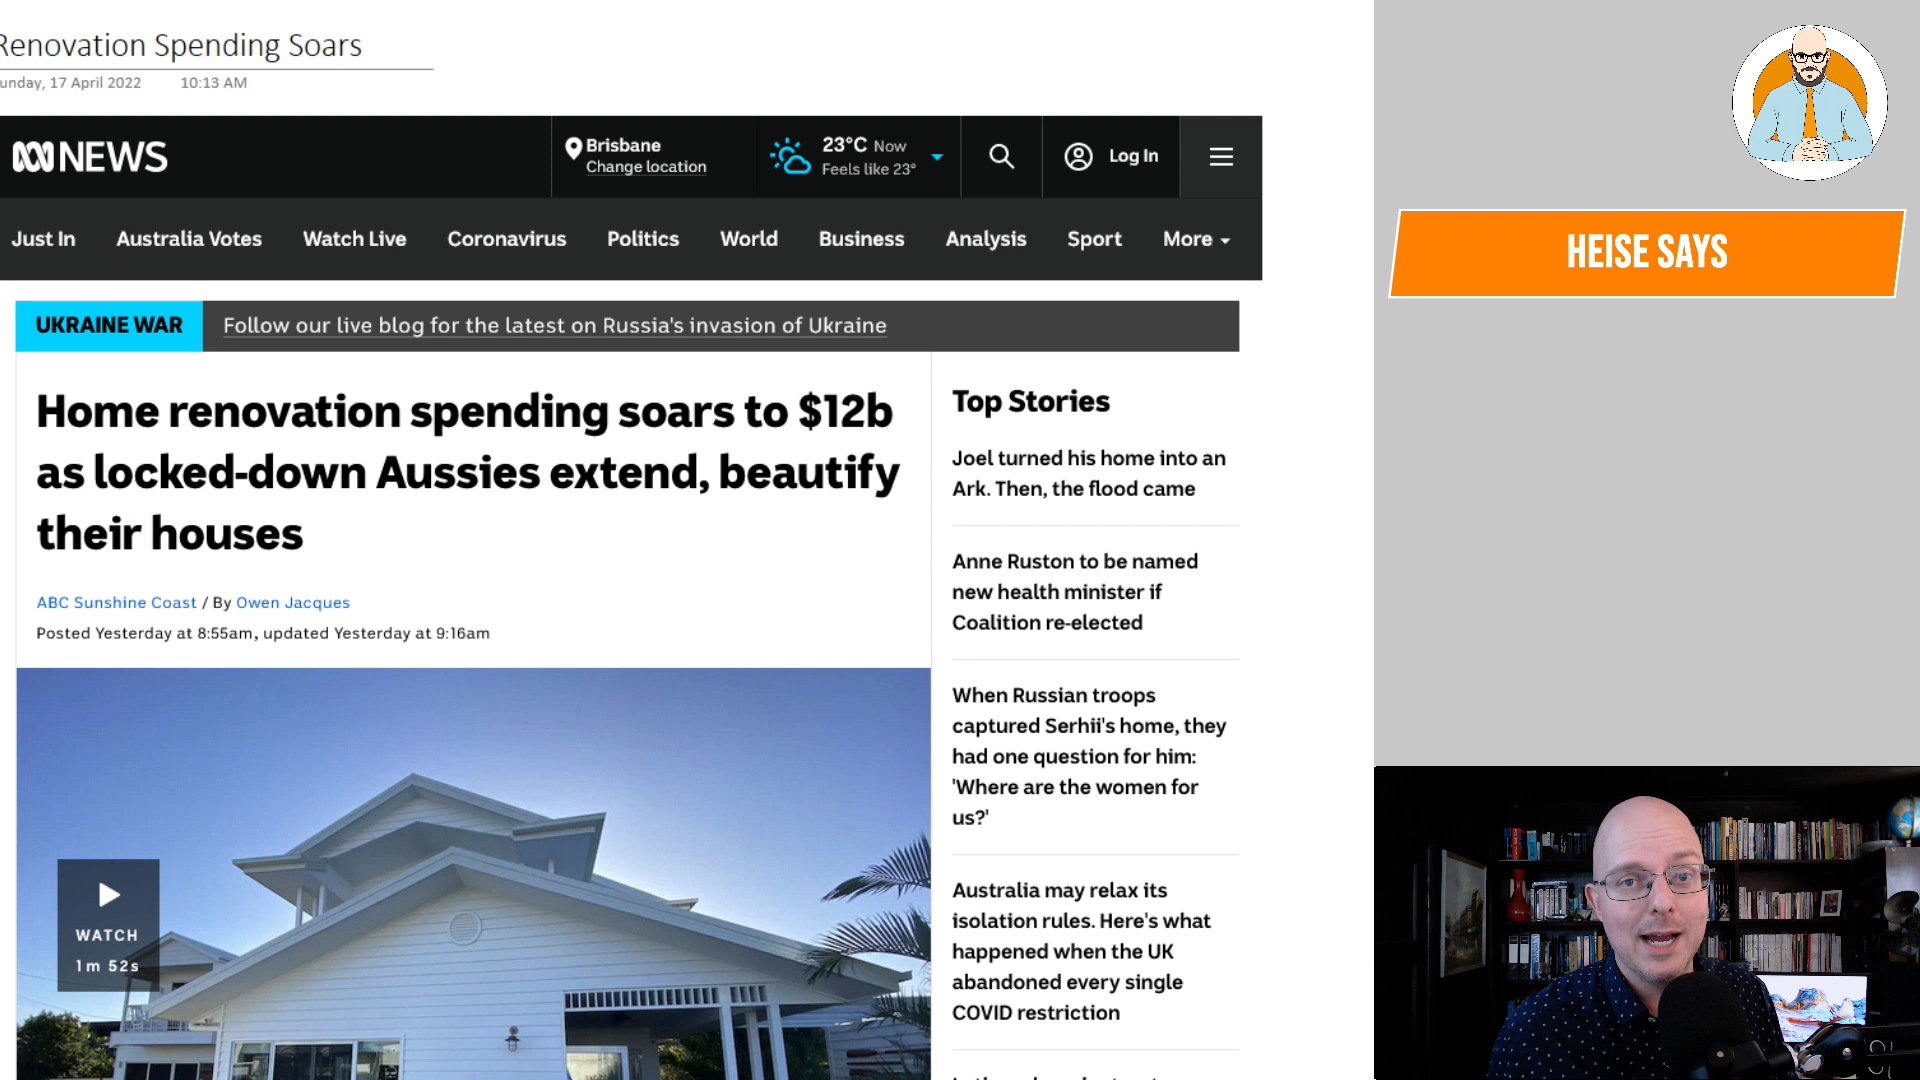 Renovation Spending Soars
unday, 17 April 2022 10:13 AM
NEWS
Brisbane
Change location
23°C Now
Feels like 23°
Log In
Just In Australia Votes Watch Live Coronavirus Politics World Business Analysis Sport More
UKRAINE WAR Follow our live blog for the latest on Russia's invasion of Ukraine
Home renovation spending soars to $12b
as locked-down Aussies extend, beautify
their houses
ABC Sunshine Coast / By Owen Jacques
Posted Yesterday at 8:55am, updated Yesterday at 9:16am
WATCH
1m 52s
Top Stories
Joel turned his home into an
Ark. Then, the flood came
Anne Ruston to be named
new health minister if
Coalition re-elected
When Russian troops
captured Serhii's home, they
had one question for him:
'Where are the women for
us?'
Australia may relax its
isolation rules. Here's what
happened when the UK
abandoned every single
COVID restriction
HEISE SAYS